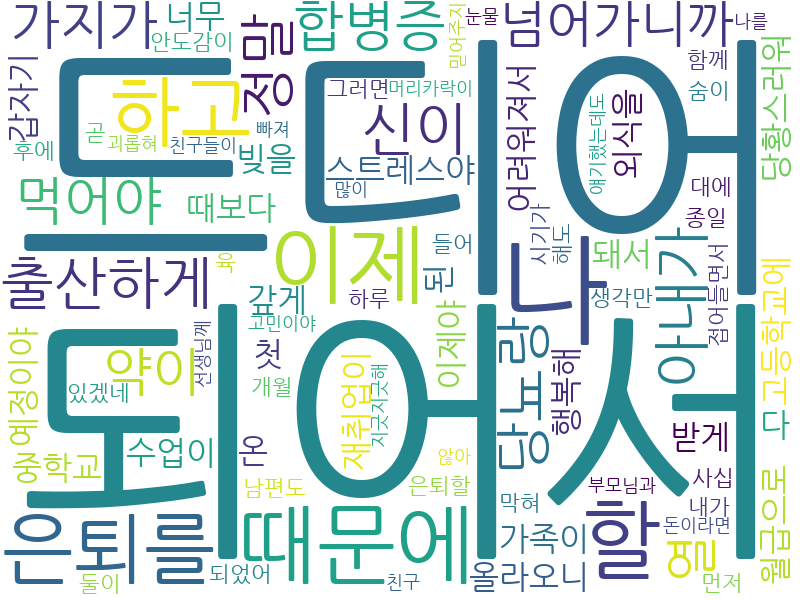 가지가
너무
안도감이
정말
합병증
믿어주지
눈물
넘어가니까
나를
갑자기
드디어
하고
신이
그러면
머리카락이
어려워져서
얘기했는데도
외식을
함께
숨이
당황스러워
곧
괴롭혀
친구들이
빠져
후에
빚을
스트레스야
많이
먹어야
때보다
대에
종일
출산하게
육
이제
된
들어
나
시기가
해도
돼서
아내가
갚게
하루
고민이야
생각만
접어들면서
고등학교에
되어서
약이
첫
이제야
당뇨랑
행복해
예정이야
선생님께
있겠네
개월
재취업이
지긋지긋해
다
받게
중학교
수업이
온
남편도
않아
은퇴할
막혀
부모님과
사십
내가
월급으로
은퇴를
때문에
가족이
할
열
돈이라면
둘이
되었어
친구
올라오니
먼저